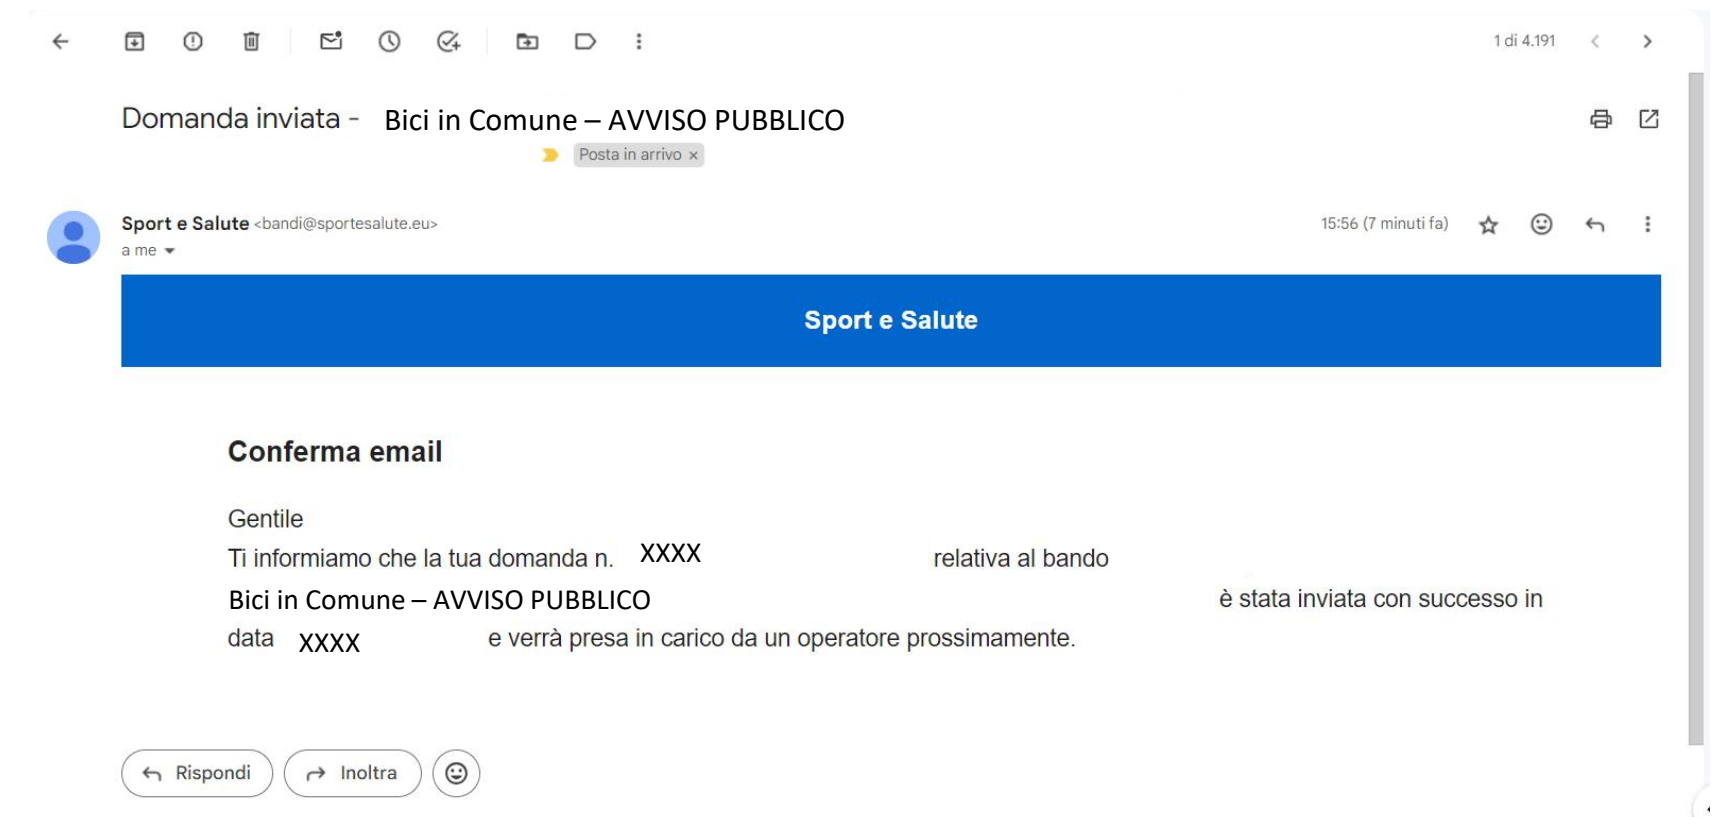 1 di 4.191
Domanda inviata - Bici in Comune – AVVISO PUBBLICO
Posta in arrivo ×
Sport e Salute <bandi@sportesalute.eu>
15:56 (7 minuti fa)
a me
Sport e Salute
Conferma email
Gentile
Ti informiamo che la tua domanda n. XXXX relativa al bando
Bici in Comune – AVVISO PUBBLICO è stata inviata con successo in
data XXXX e verrà presa in carico da un operatore prossimamente.
Rispondi
Inoltra